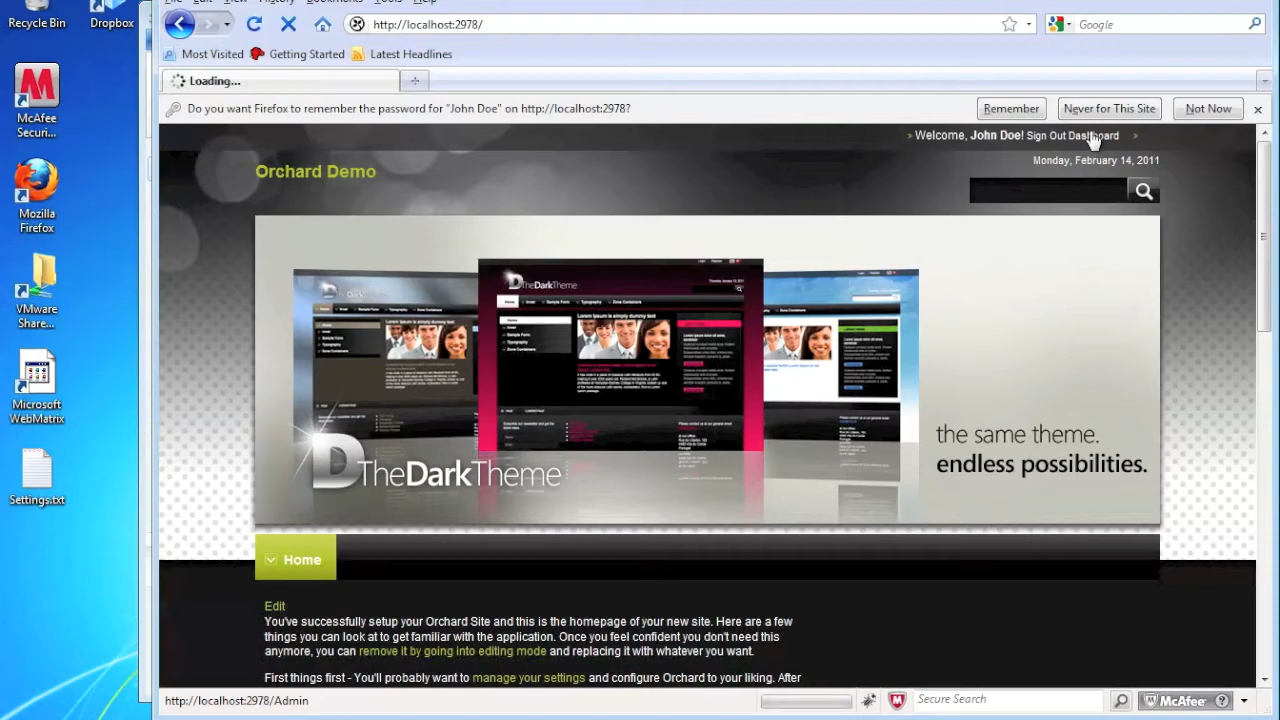 Recycle Bin
Dropbox
McAfee
Securi...
Mozilla
Firefox
VMware
Share...
Microsoft
WebMatrix
Settings.txt
http://localhost:2978/
Google
Most Visited
Getting Started
Latest Headlines
Loading...
Do you want Firefox to remember the password for "John Doe" on http://localhost:2978?
Remember
Never for This Site
Not Now
Welcome, John Doe! Sign Out Dashboard
Monday, February 14, 2011
Orchard Demo
TheDarkTheme
TheDarkTheme
the same theme.
endless possibilities.
Home
Edit
You've successfully setup your Orchard Site and this is the homepage of your new site. Here are a few
things you can look at to get familiar with the application. Once you feel confident you don't need this
anymore, you can remove it by going into editing mode and replacing it with whatever you want.
First things first - You'll probably want to manage your settings and configure Orchard to your liking. After
http://localhost:2978/Admin
Secure Search
McAfee